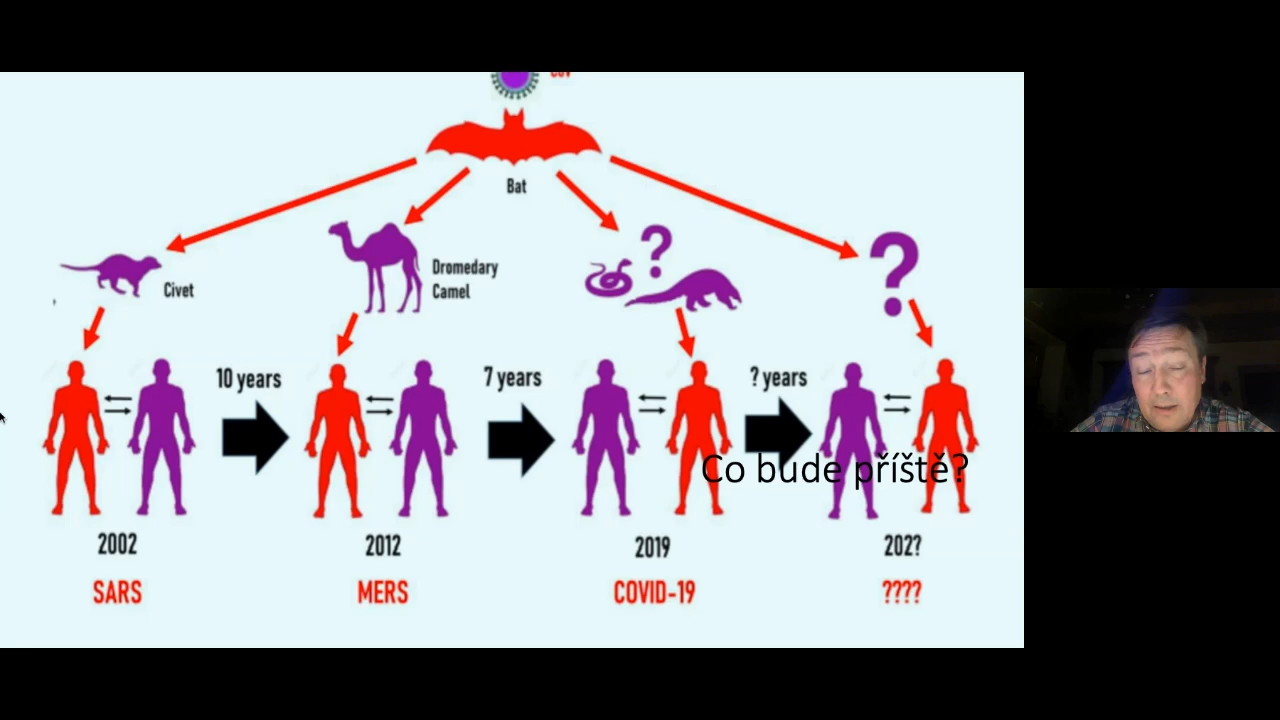 CoV
Bat
?
?
Civet
Dromedary
Camel
10 years
7 years
? years
Co bude příště?
2002
2012
2019
202?
SARS
MERS
COVID-19
????